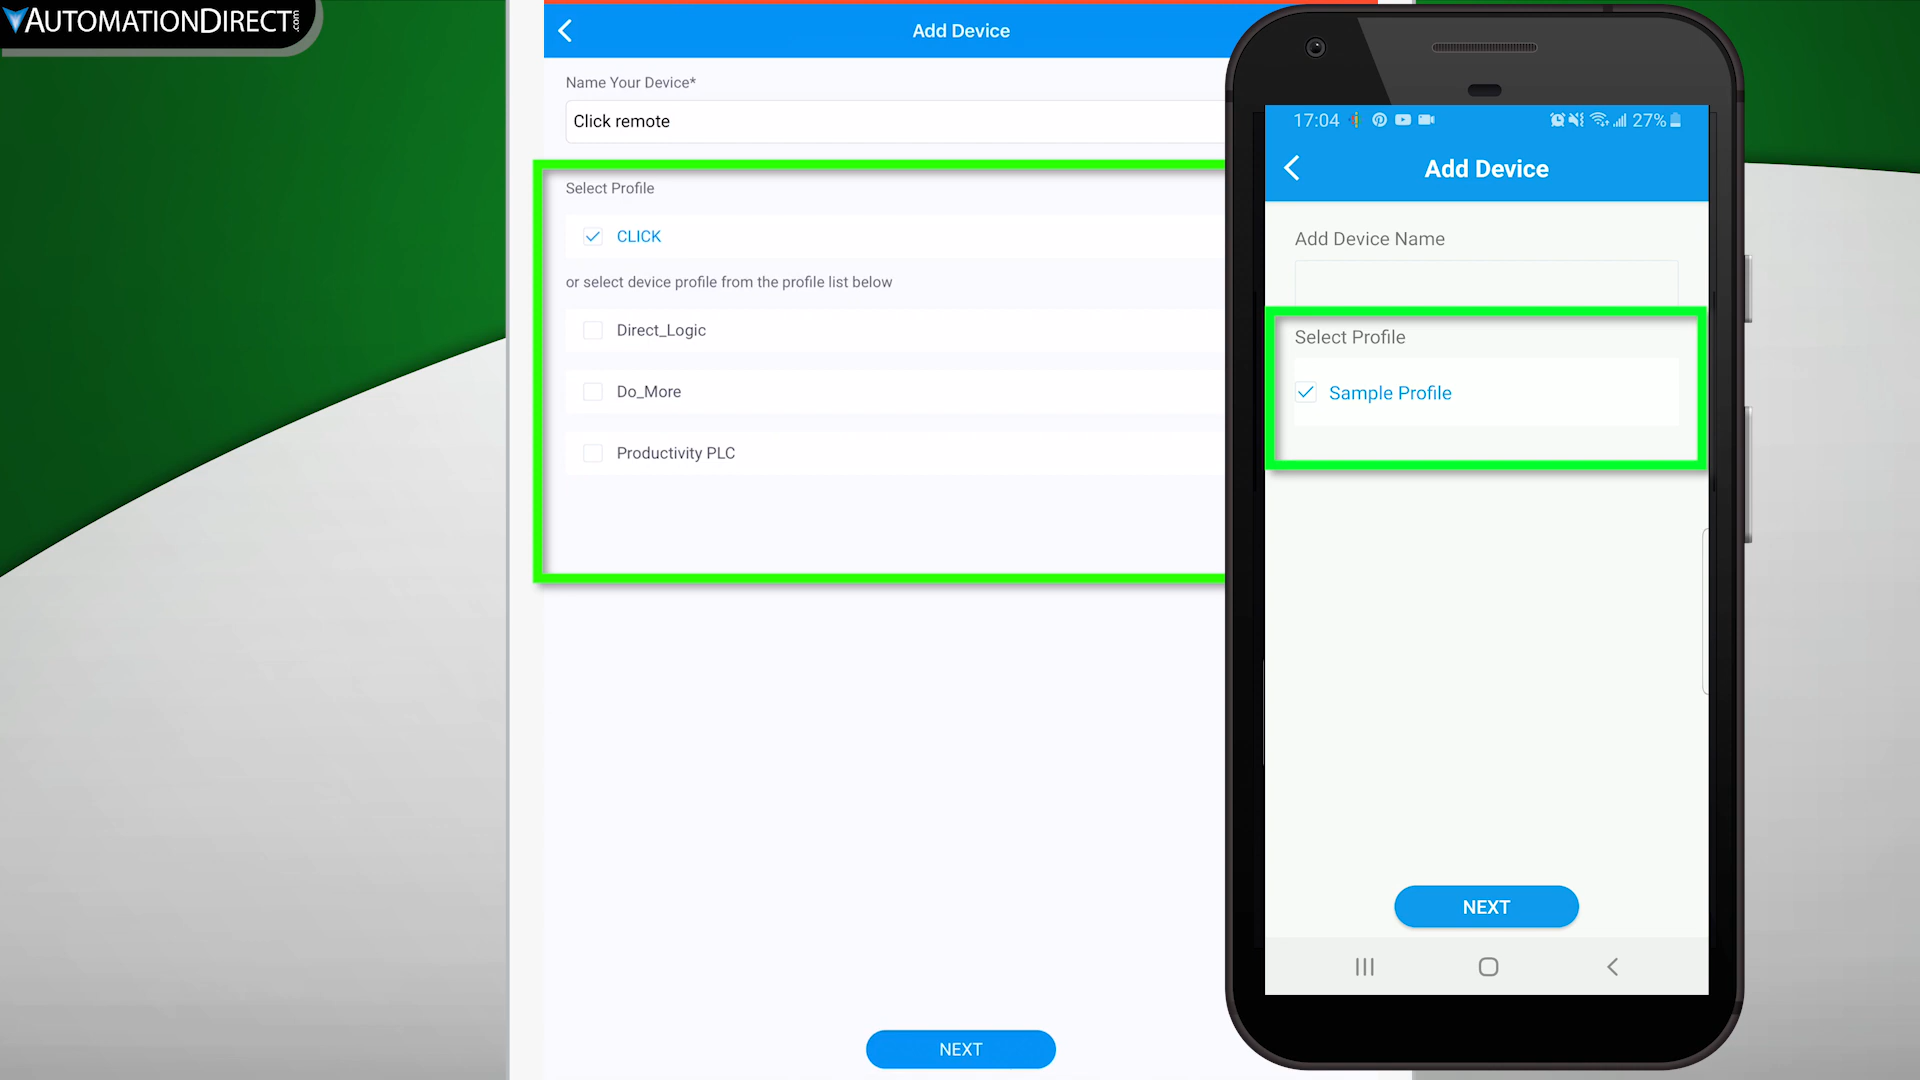 AUTOMATIONDIRECT.com
Add Device
Name Your Device*
Click remote
Select Profile
CLICK
or select device profile from the profile list below
Direct_Logic
Do_More
Productivity PLC
NEXT
17:04
27%
Add Device
Add Device Name
Select Profile
Sample Profile
NEXT